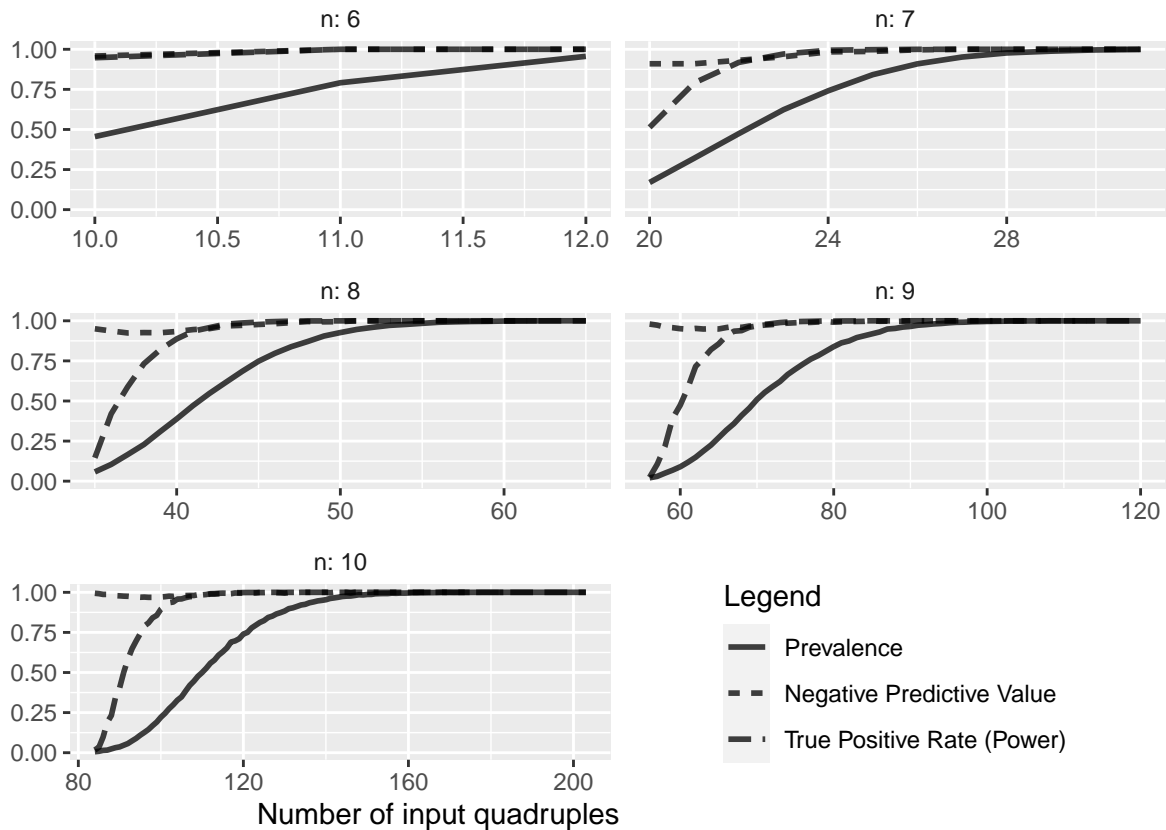 n: 6
n: 7
1.00
0.75
0.50
0.25
0.00
10.0 10.5 11.0 11.5 12.0
20 24 28
n: 8
n: 9
1.00
0.75
0.50
0.25
0.00
40 50 60
60 80 100 120
n: 10
1.00
0.75
0.50
0.25
0.00
80 120 160 200
Number of input quadruples
Legend
Prevalence
Negative Predictive Value
True Positive Rate (Power)